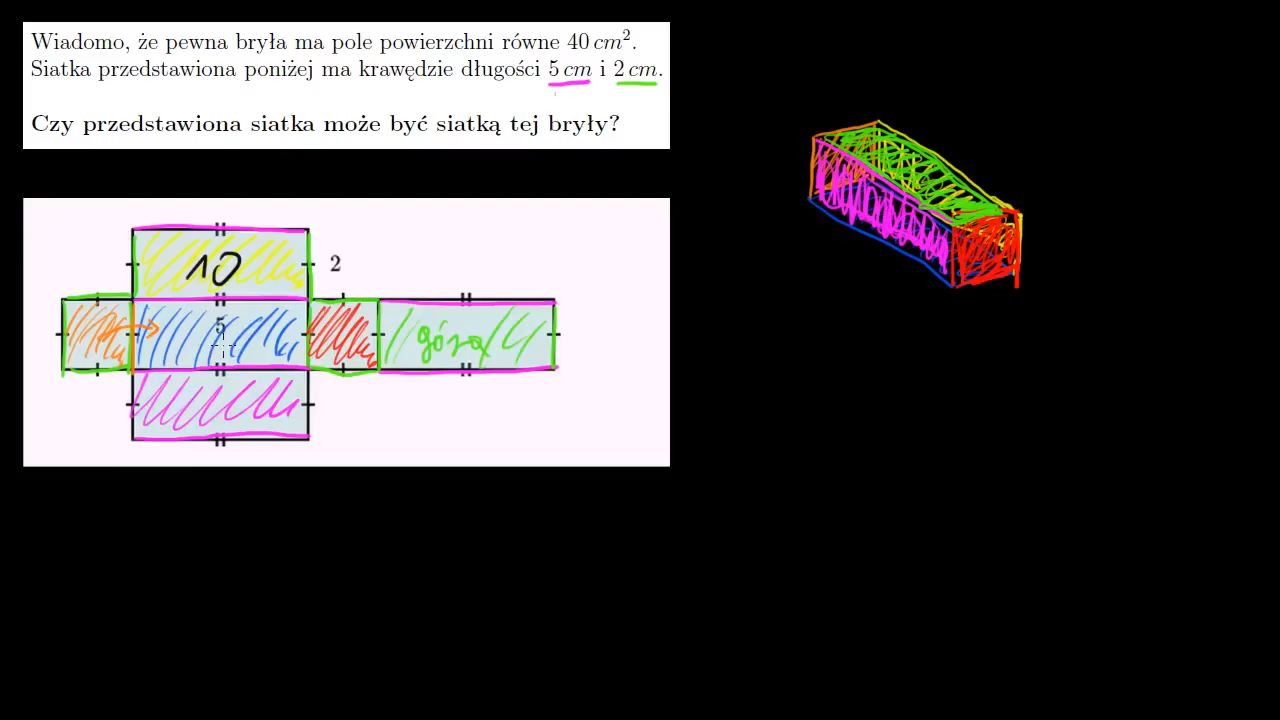 Wiadomo, że pewna bryła ma pole powierzchni równe 40 cm².
Siatka przedstawiona poniżej ma krawędzie długości 5 cm i 2 cm.
Czy przedstawiona siatka może być siatką tej bryły?
10
2
5
góra